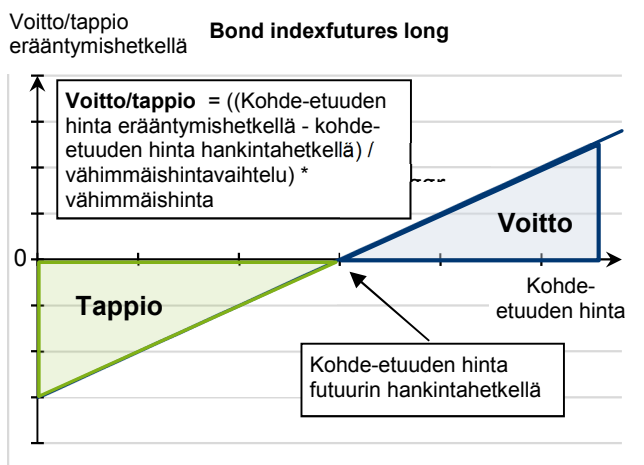 Voitto/tappio
erääntymishetkellä
Bond indexfutures long
Voitto/tappio = ((Kohde-etuuden
hinta erääntymishetkellä - kohde-
etuuden hinta hankintahetkellä) /
vähimmäishintavaihtelu) *
vähimmäishinta
Voitto
0
Kohde-
etuuden hinta
Tappio
Kohde-etuuden hinta
futuurin hankintahetkellä